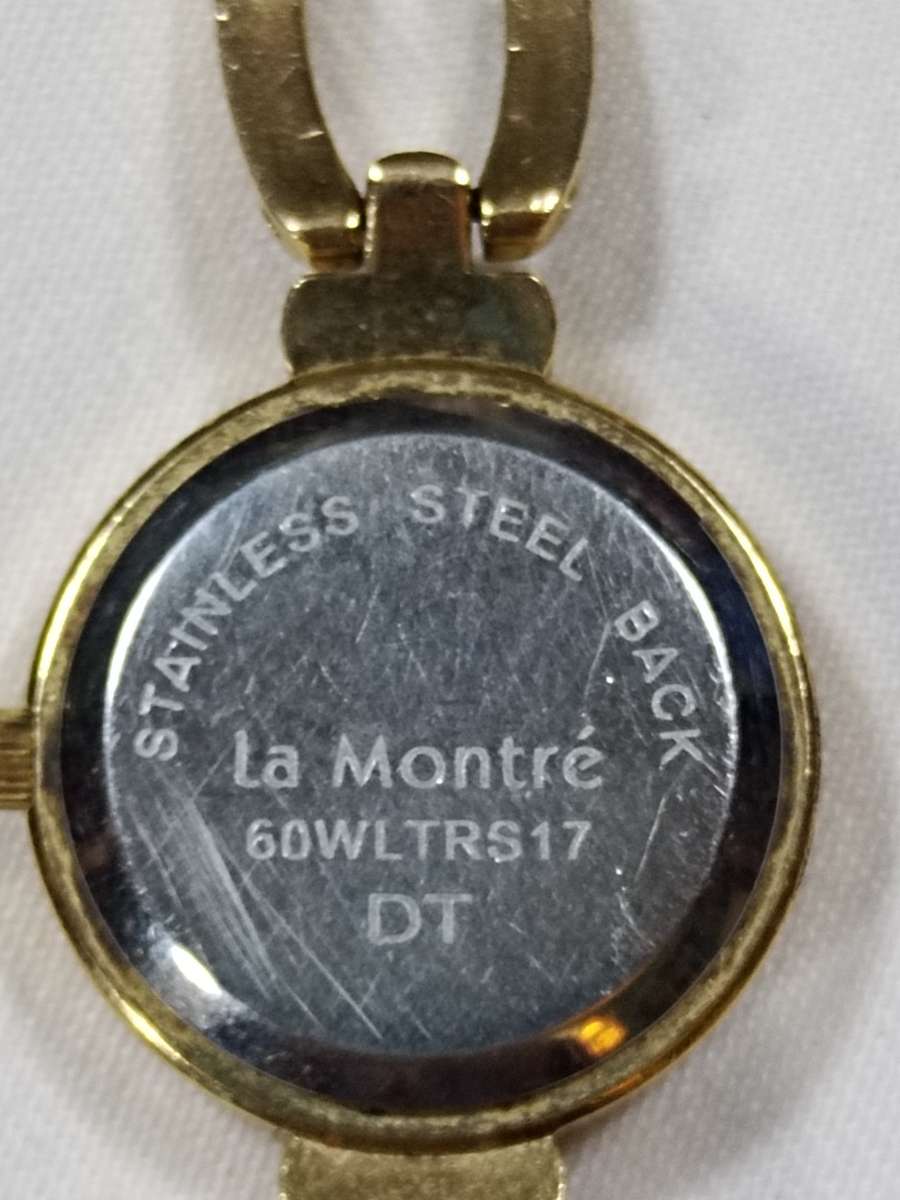 STAINLESS STEEL BACK
La Montré
60WLTRS17
DT